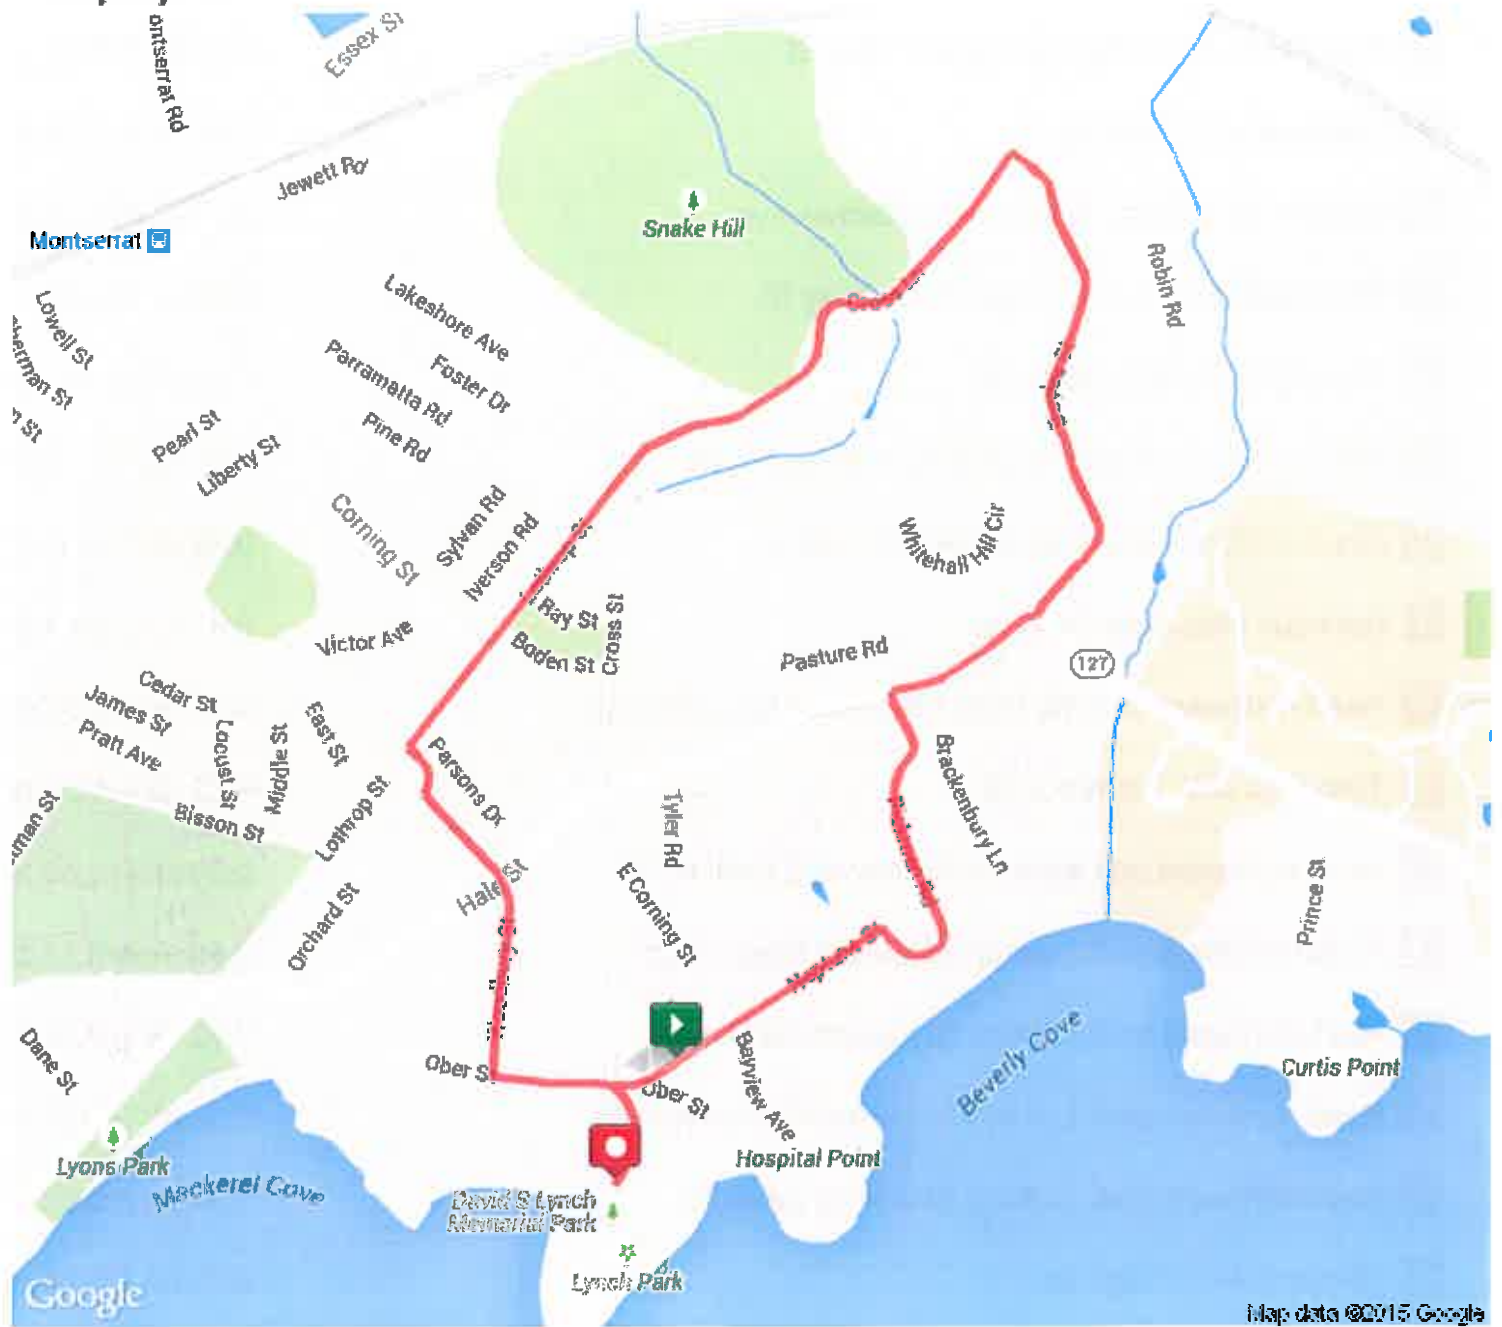 Essex St
Jewett Rd
Montserrat
Snake Hill
Robin Rd
Lowell St
Lakeshore Ave
Foster Dr
Parramatta Rd
Pine Rd
Pearl St
Liberty St
Corning St
Sylvan Rd
Iverson Rd
Whitehall Hill Cir
Ray St
Cross St
Boden St
Victor Ave
Pasture Rd
127
Cedar St
James St
Pratt Ave
Locust St
Middle St
East St
Parsons Dr
Brackenbury Ln
Bisson St
Lothrop St
Tyler Rd
Hale St
E Corning St
Prince St
Orchard St
Neptune St
Dane St
Ober St
Ober St
Bayview Ave
Beverly Cove
Curtis Point
Hospital Point
Lyons Park
Mackerel Cove
David S Lynch
Memorial Park
Lynch Park
Google
Map data ©2015 Google